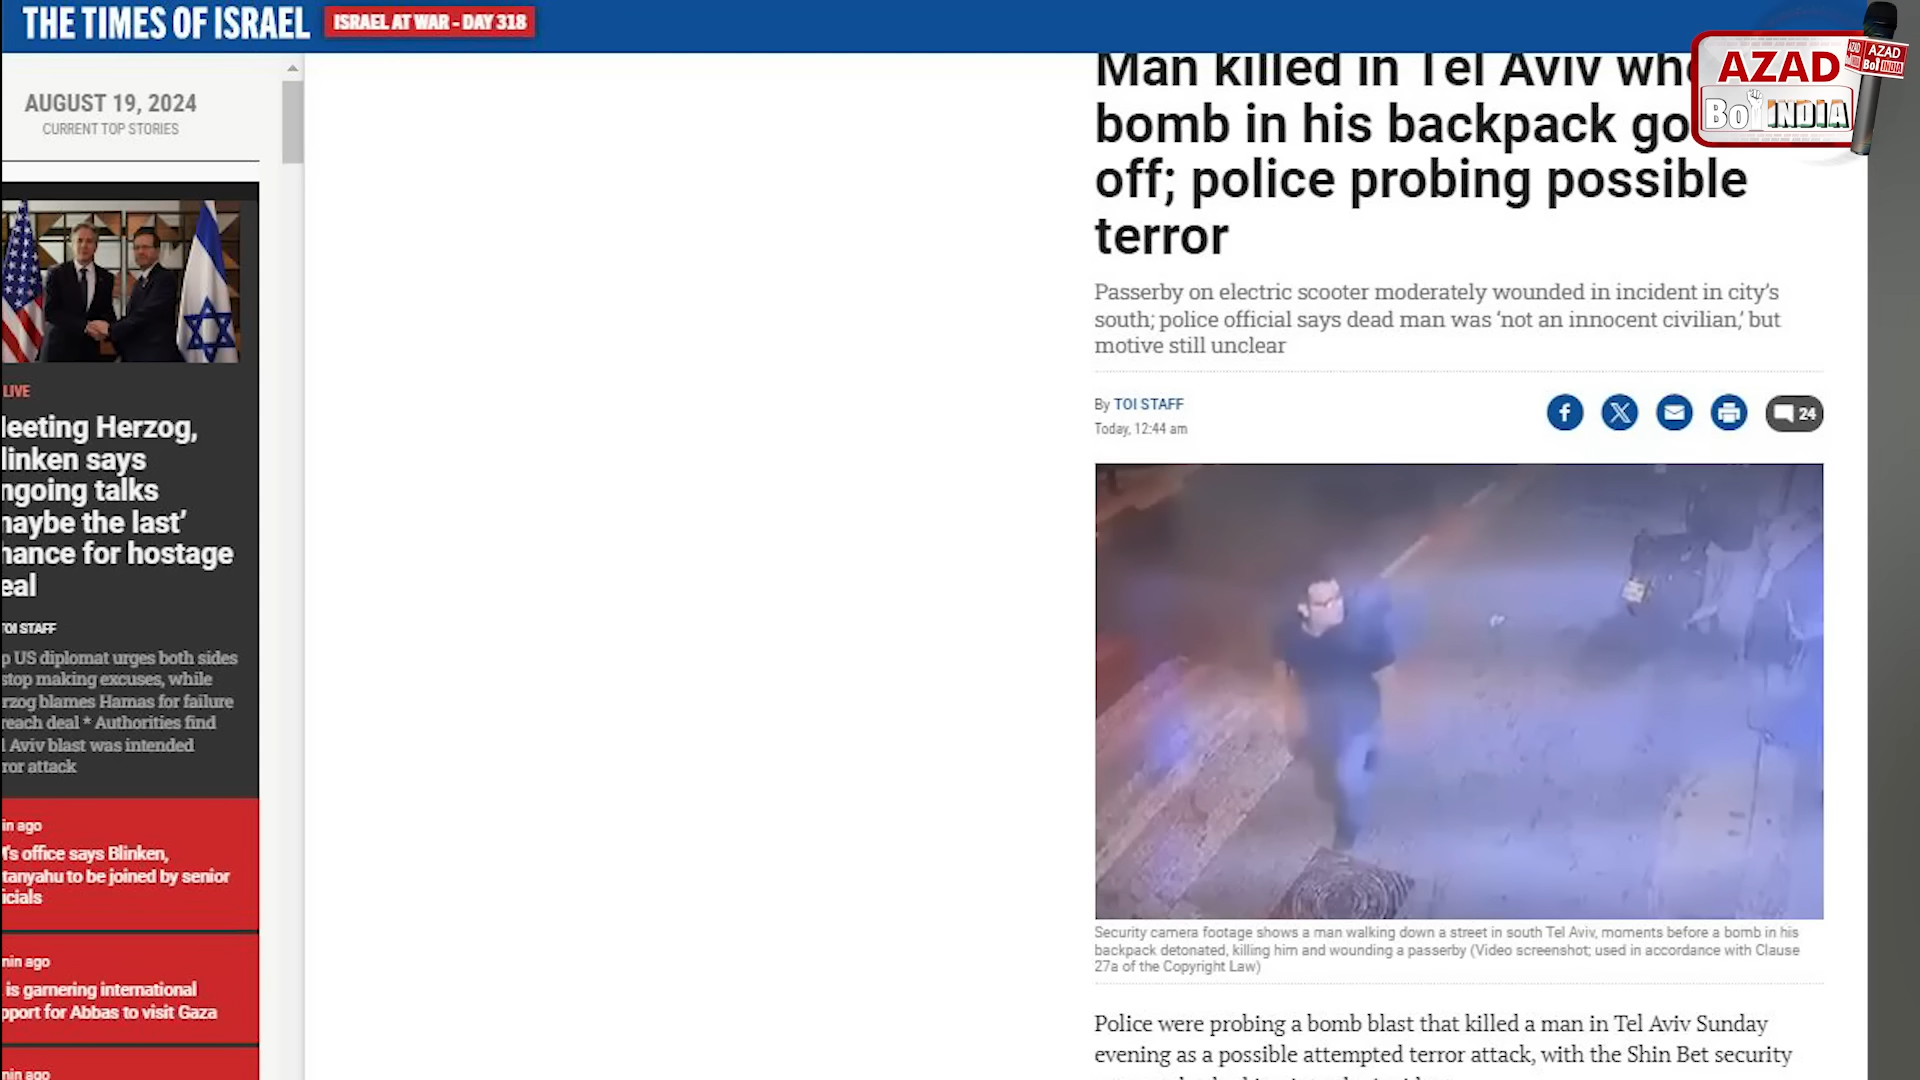 THE TIMES OF ISRAEL
ISRAEL AT WAR - DAY 318
AUGUST 19, 2024
CURRENT TOP STORIES
LIVE
eeting Herzog,
linken says
ngoing talks
aybe the last’
hance for hostage
eal
TOI STAFF
p US diplomat urges both sides
stop making excuses, while
rzog blames Hamas for failure
reach deal * Authorities find
l Aviv blast was intended
ror attack
in ago
's office says Blinken,
tanyahu to be joined by senior
icials
min ago
is garnering international
pport for Abbas to visit Gaza
min ago
Man killed in Tel Aviv whe
bomb in his backpack go
off; police probing possible
terror
Passerby on electric scooter moderately wounded in incident in city’s
south; police official says dead man was ‘not an innocent civilian,’ but
motive still unclear
By TOI STAFF
Today, 12:44 am
24
Security camera footage shows a man walking down a street in south Tel Aviv, moments before a bomb in his
backpack detonated, killing him and wounding a passerby (Video screenshot; used in accordance with Clause
27a of the Copyright Law)
Police were probing a bomb blast that killed a man in Tel Aviv Sunday
evening as a possible attempted terror attack, with the Shin Bet security
AZAD
Bol INDIA
AZAD
Bol INDIA